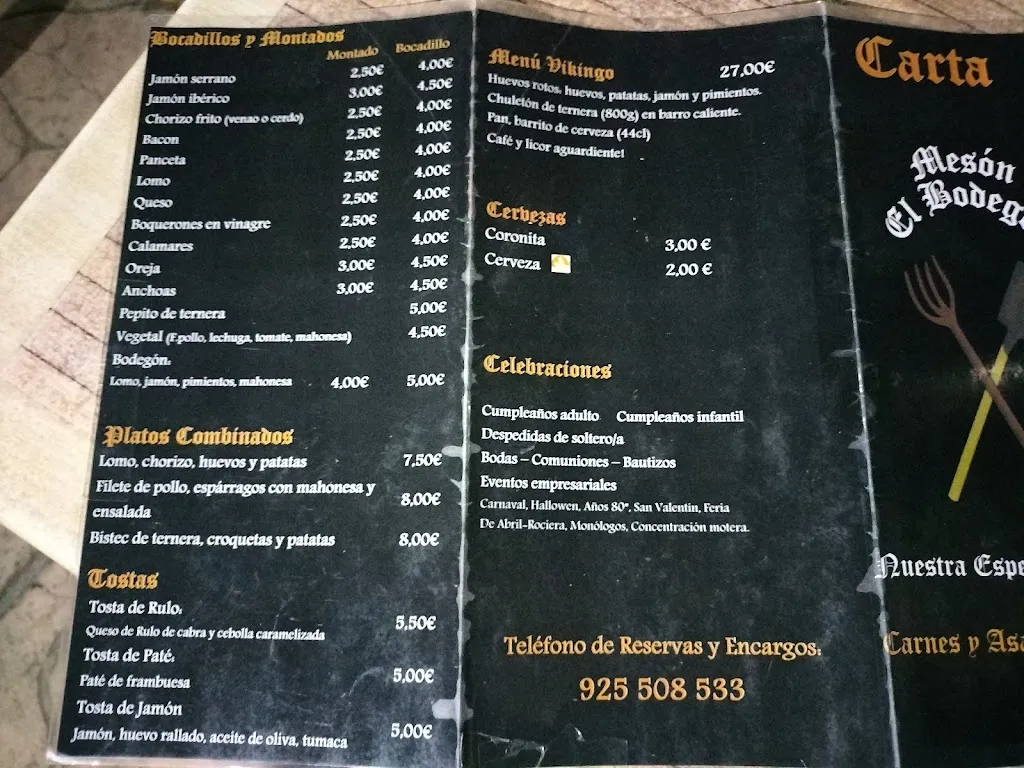 Bocadillos y Montados
Montado Bocadillo
Jamón serrano 2,50€ 4,00€
Jamón ibérico 3,00€ 4,50€
Chorizo frito (venao o cerdo) 2,50€ 4,00€
Bacon 2,50€ 4,00€
Panceta 2,50€ 4,00€
Lomo 2,50€ 4,00€
Queso 2,50€ 4,00€
Boquerones en vinagre 2,50€ 4,00€
Calamares 2,50€ 4,00€
Oreja 3,00€ 4,50€
Anchoas 3,00€ 4,50€
Pepito de ternera 5,00€
Vegetal (F.pollo, lechuga, tomate, mahonesa) 4,50€
Bodegón:
Lomo, jamón, pimientos, mahonesa 4,00€ 5,00€
Platos Combinados
Lomo, chorizo, huevos y patatas 7,50€
Filete de pollo, espárragos con mahonesa y
ensalada 8,00€
Bistec de ternera, croquetas y patatas 8,00€
Tostas
Tosta de Rulo:
Queso de Rulo de cabra y cebolla caramelizada 5,50€
Tosta de Paté:
Paté de frambuesa 5,00€
Tosta de Jamón
Jamón, huevo rallado, aceite de oliva, tumaca 5,00€
Menú Vikingo 27,00€
Huevos rotos, huevos, patatas, jamón y pimientos.
Chuletón de ternera (800g) en barro caliente.
Pan, barrito de cerveza (44cl)
Café y licor aguardiente!
Cervezas
Coronita 3,00 €
Cerveza 2,00 €
Celebraciones
Cumpleaños adulto Cumpleaños infantil
Despedidas de soltero/a
Bodas – Comuniones – Bautizos
Eventos empresariales
Carnaval, Hallowen, Años 80º, San Valentín, Feria
De Abril-Rociera, Monólogos, Concentración motera.
Teléfono de Reservas y Encargos:
925 508 533
Carta
Mesón
El Bodeg
Nuestra Espe
Carnes y Asa